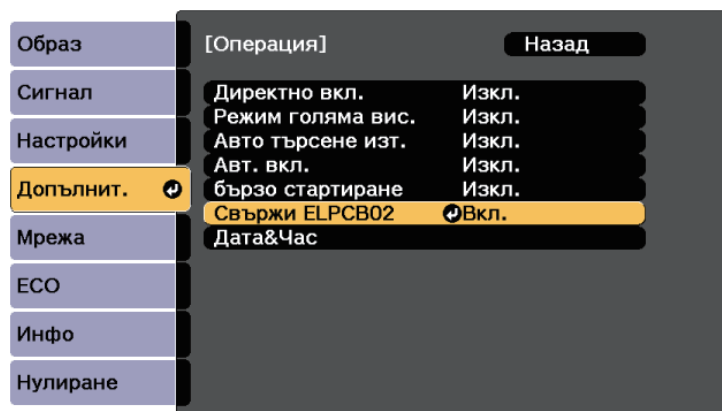 Образ
Сигнал
Настройки
Допълнит.
Мрежа
ECO
Инфо
Нулиране
[Операция] Назад
Директно вкл. Изкл.
Режим голяма вис. Изкл.
Авто търсене изт. Изкл.
Авт. вкл. Изкл.
бързо стартиране Изкл.
Свържи ELPCB02 Вкл.
Дата&Час